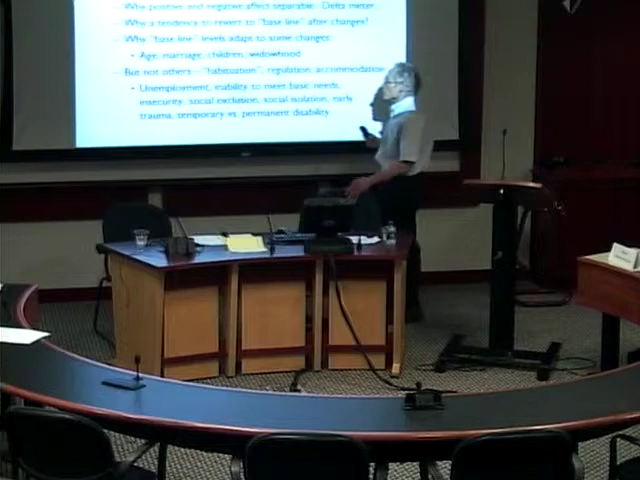 Why positive and negative affect separable. Delta meter.
Why a tendency to revert to "base line" after changes?
Why "base line" levels adapt to some changes:
• Age, marriage, children, widowhood
But not others—"habituation", regulation, accommodation
• Unemployment, inability to meet basic needs,
insecurity, social exclusion, social isolation, early
trauma, temporary vs. permanent disability.